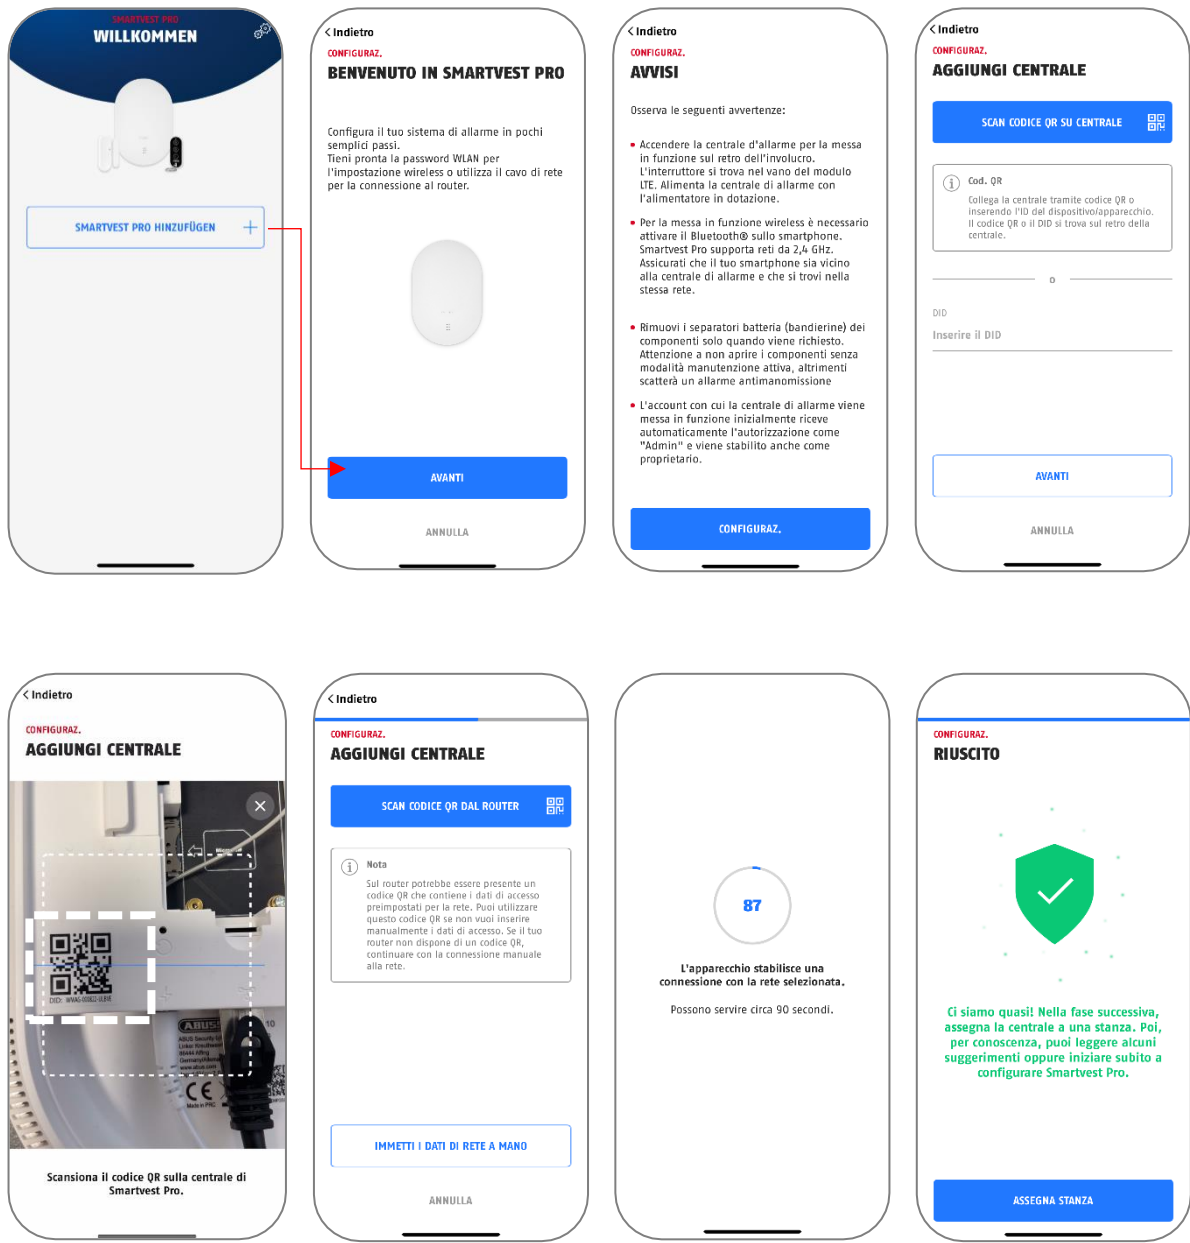 SMARTVEST PRO
WILLKOMMEN
SMARTVEST PRO HINZUFÜGEN
Indietro
CONFIGURAZ.
BENVENUTO IN SMARTVEST PRO
Configura il tuo sistema di allarme in pochi
semplici passi.
Tieni pronta la password WLAN per
l'impostazione wireless o utilizza il cavo di rete
per la connessione al router.
AVANTI
ANNULLA
Indietro
CONFIGURAZ.
AVVISI
Osserva le seguenti avvertenze:
• Accendere la centrale d'allarme per la messa
in funzione sul retro dell'involucro.
L'interruttore si trova nel vano del modulo
LTE. Alimenta la centrale di allarme con
l'alimentatore in dotazione.
• Per la messa in funzione wireless è necessario
attivare il Bluetooth® sullo smartphone.
Smartvest Pro supporta reti da 2,4 GHz.
Assicurati che il tuo smartphone sia vicino
alla centrale di allarme e che si trovi nella
stessa rete.
• Rimuovi i separatori batteria (bandierine) dei
componenti solo quando viene richiesto.
Attenzione a non aprire i componenti senza
modalità manutenzione attiva, altrimenti
scatterà un allarme antimanomissione
• L'account con cui la centrale di allarme viene
messa in funzione inizialmente riceve
automaticamente l'autorizzazione come
"Admin" e viene stabilito anche come
proprietario.
CONFIGURAZ.
Indietro
CONFIGURAZ.
AGGIUNGI CENTRALE
SCAN CODICE QR SU CENTRALE
Cod. QR
Collega la centrale tramite codice QR o
inserendo l'ID del dispositivo/apparecchio.
Il codice QR o il DID si trova sul retro della
centrale.
o
DID
Inserire il DID
AVANTI
ANNULLA
Indietro
CONFIGURAZ.
AGGIUNGI CENTRALE
DID:
ABUS
10
ABUS Security
86444 Affing
Germany
CE
Made in PRC
Scansiona il codice QR sulla centrale di
Smartvest Pro.
Indietro
CONFIGURAZ.
AGGIUNGI CENTRALE
SCAN CODICE QR DAL ROUTER
Nota
Sul router potrebbe essere presente un
codice QR che contiene i dati di accesso
preimpostati per la rete. Puoi utilizzare
questo codice QR se non vuoi inserire
manualmente i dati di accesso. Se il tuo
router non dispone di un codice QR,
continuare con la connessione manuale
alla rete.
IMMETTI I DATI DI RETE A MANO
ANNULLA
87
L'apparecchio stabilisce una
connessione con la rete selezionata.
Possono servire circa 90 secondi.
CONFIGURAZ.
RIUSCITO
Ci siamo quasi! Nella fase successiva,
assegna la centrale a una stanza. Poi,
per conoscenza, puoi leggere alcuni
suggerimenti oppure iniziare subito a
configurare Smartvest Pro.
ASSEGNA STANZA